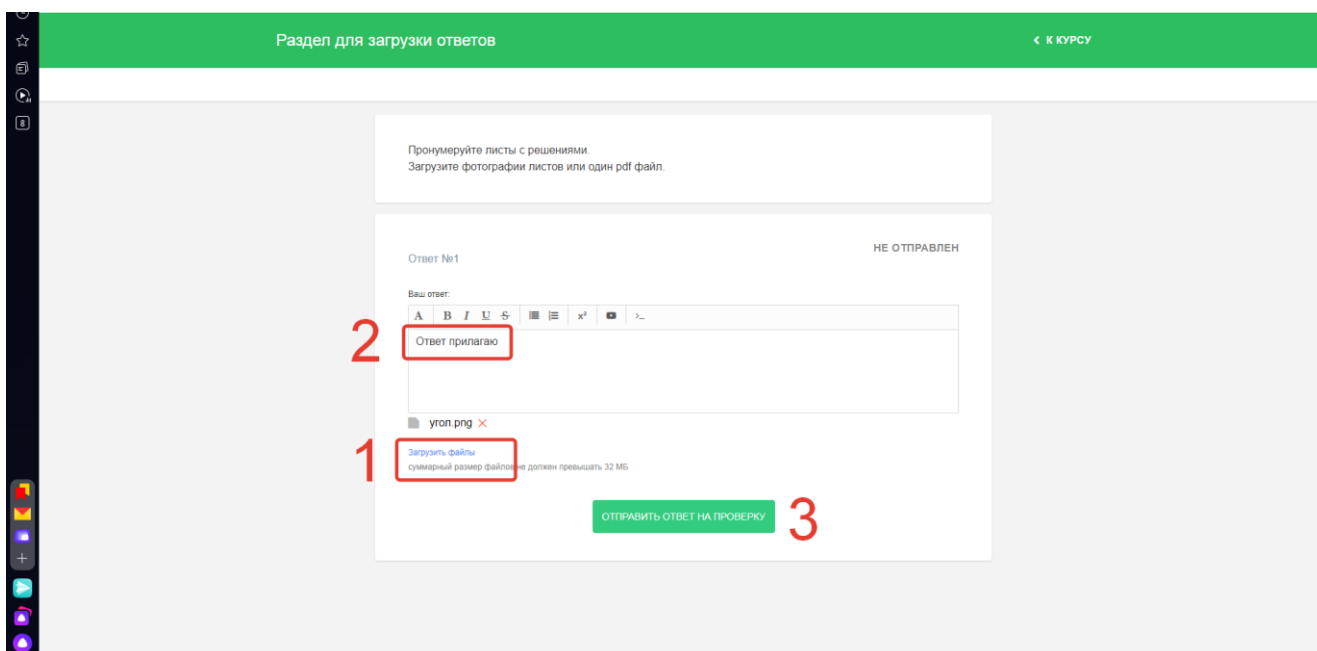 Раздел для загрузки ответов
К КУРСУ
8
Пронумеруйте листы с решениями.
Загрузите фотографии листов или один pdf файл.
НЕ ОТПРАВЛЕН
Ответ №1
Ваш ответ:
A B I U S x² >_
2
Ответ прилагаю
угол.png
1
Загрузить файлы
суммарный размер файлов не должен превышать 32 МБ
ОТПРАВИТЬ ОТВЕТ НА ПРОВЕРКУ
3